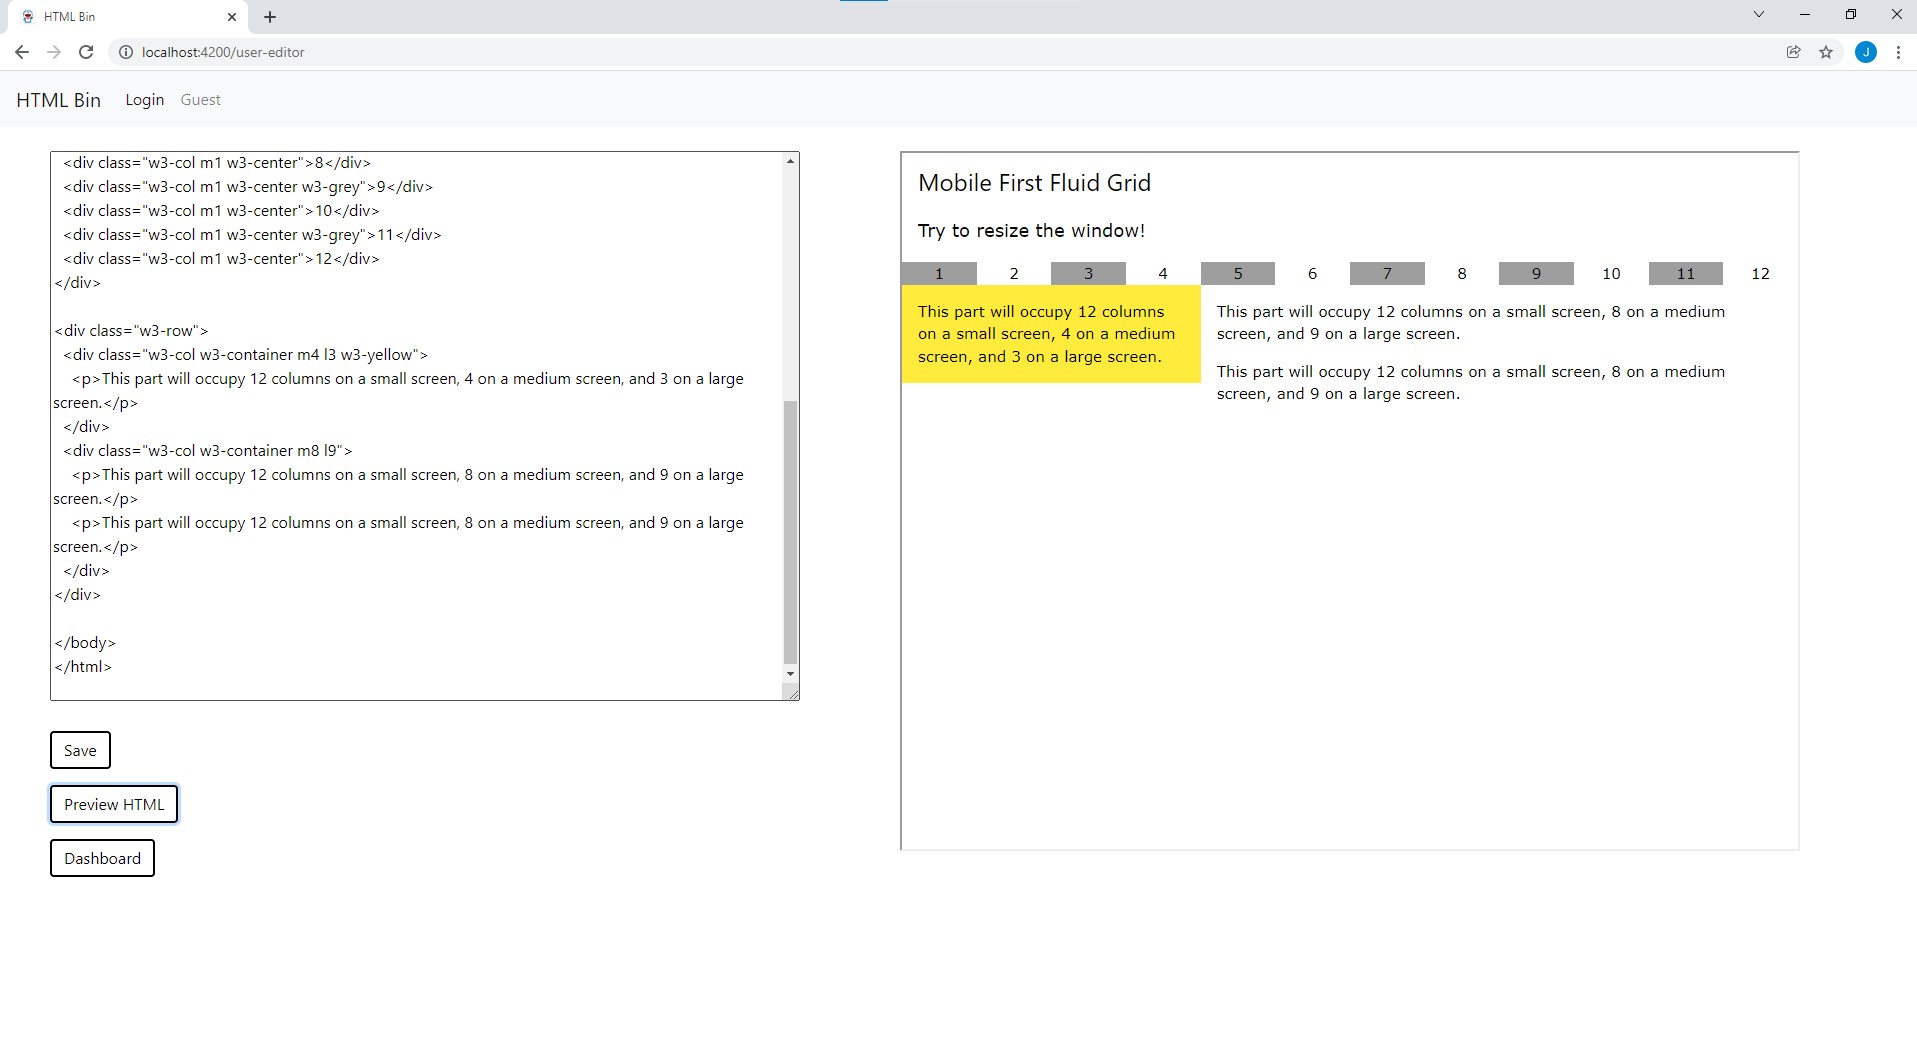 HTML Bin
localhost:4200/user-editor
J
HTML Bin Login Guest
<div class="w3-col m1 w3-center">8</div>
<div class="w3-col m1 w3-center w3-grey">9</div>
<div class="w3-col m1 w3-center">10</div>
<div class="w3-col m1 w3-center w3-grey">11</div>
<div class="w3-col m1 w3-center">12</div>
</div>
<div class="w3-row">
<div class="w3-col w3-container m4 l3 w3-yellow">
<p>This part will occupy 12 columns on a small screen, 4 on a medium screen, and 3 on a large
screen.</p>
</div>
<div class="w3-col w3-container m8 l9">
<p>This part will occupy 12 columns on a small screen, 8 on a medium screen, and 9 on a large
screen.</p>
<p>This part will occupy 12 columns on a small screen, 8 on a medium screen, and 9 on a large
screen.</p>
</div>
</div>
</body>
</html>
Save
Preview HTML
Dashboard
Mobile First Fluid Grid
Try to resize the window!
1 2 3 4 5 6 7 8 9 10 11 12
This part will occupy 12 columns
on a small screen, 4 on a medium
screen, and 3 on a large screen.
This part will occupy 12 columns on a small screen, 8 on a medium
screen, and 9 on a large screen.
This part will occupy 12 columns on a small screen, 8 on a medium
screen, and 9 on a large screen.